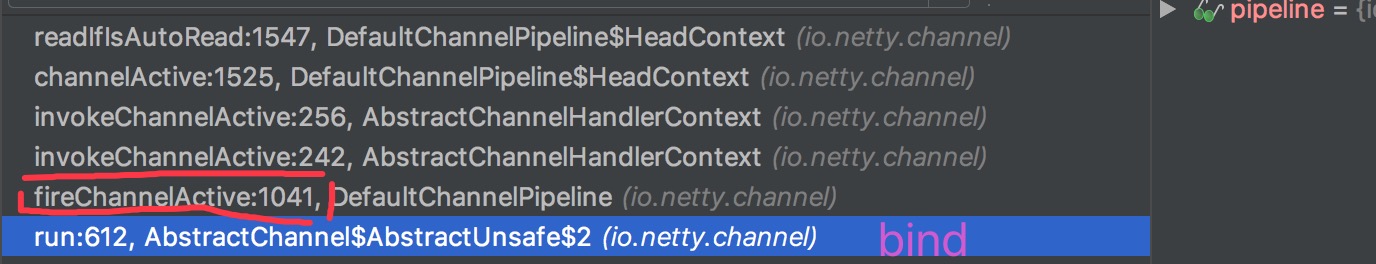 pipeline = {io
readIfIsAutoRead:1547, DefaultChannelPipeline$HeadContext (io.netty.channel)
channelActive:1525, DefaultChannelPipeline$HeadContext (io.netty.channel)
invokeChannelActive:256, AbstractChannelHandlerContext (io.netty.channel)
invokeChannelActive:242, AbstractChannelHandlerContext (io.netty.channel)
fireChannelActive:1041, DefaultChannelPipeline (io.netty.channel)
run:612, AbstractChannel$AbstractUnsafe$2 (io.netty.channel) bind